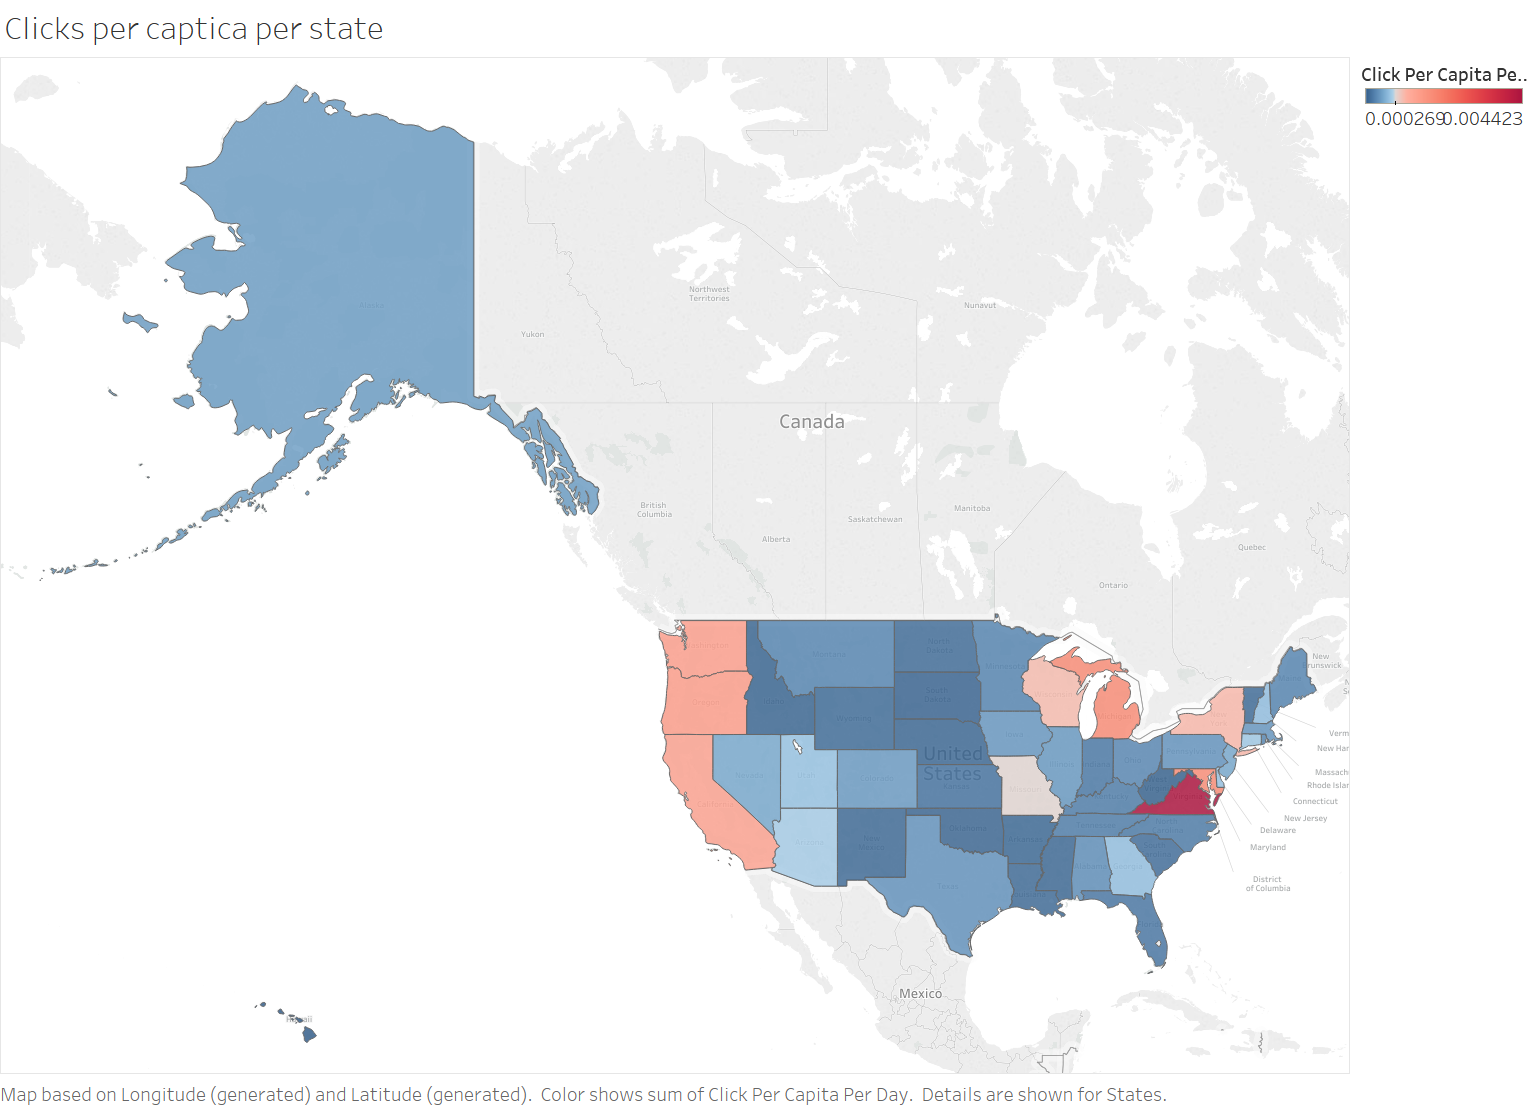 Clicks per captica per state
Click Per Capita Pe..
0.000269 0.004423
Alaska
Northwest
Territories
Nunavut
Yukon
Canada
British
Columbia
Alberta
Saskatchewan
Manitoba
Ontario
Quebec
New
Brunswick
Washington
Montana
North
Dakota
Minnesota
Wisconsin
Michigan
South
Dakota
Wyoming
Oregon
New
York
Iowa
United
States
Nevada
Utah
Colorado
Kansas
Missouri
Illinois
Indiana
Ohio
Pennsylvania
West
Virginia
Virginia
Kentucky
California
Arizona
New
Mexico
Oklahoma
Arkansas
Tennessee
North
Carolina
South
Carolina
Texas
Alabama
Georgia
Maine
Verm
New Har
Massach
Rhode Islar
Connecticut
New Jersey
Delaware
Maryland
District
of Columbia
Mexico
Hawaii
Map based on Longitude (generated) and Latitude (generated).  Color shows sum of Click Per Capita Per Day.  Details are shown for States.